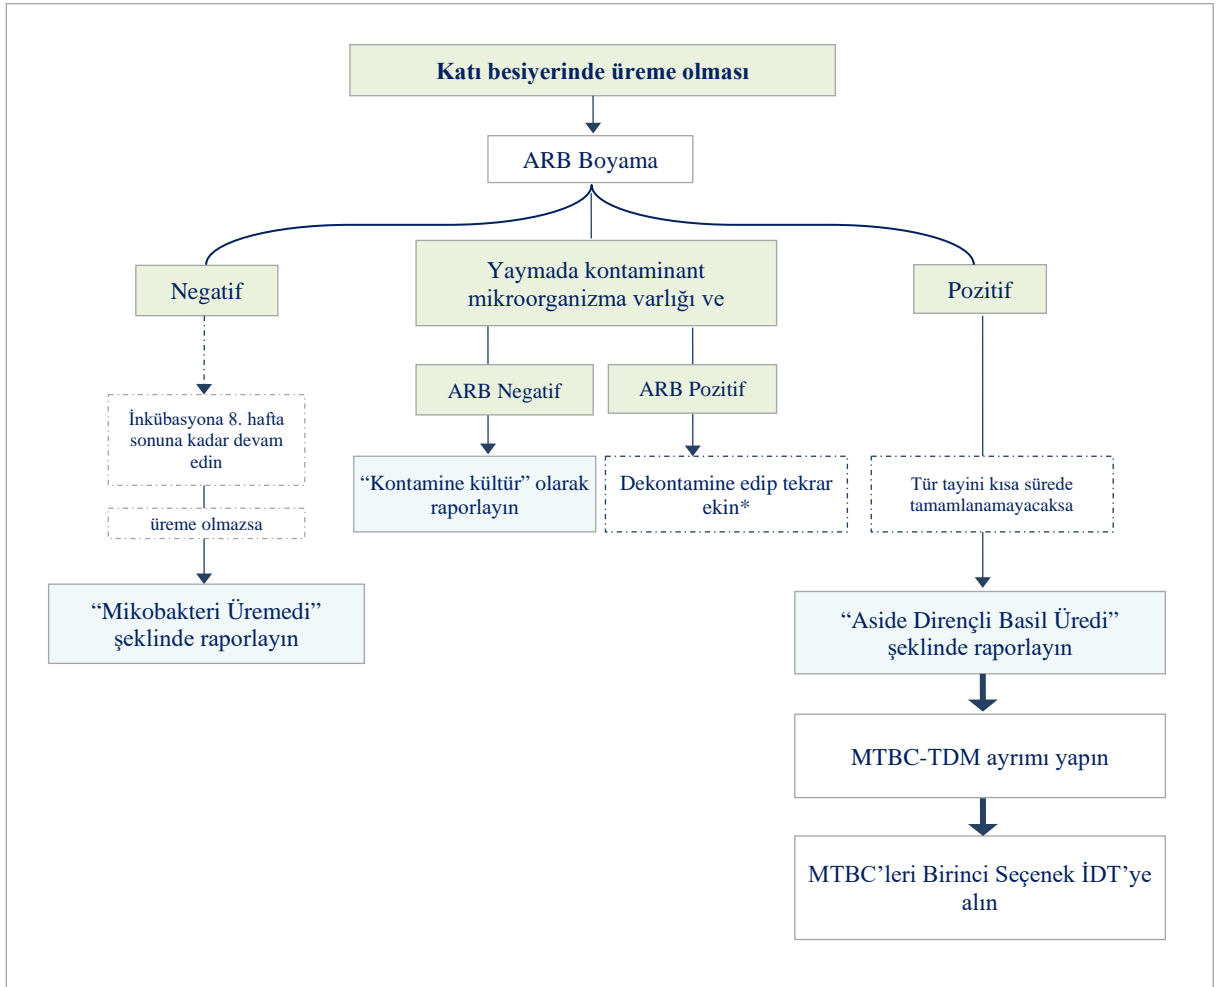 Katı besiyerinde üreme olması
ARB Boyama
Negatif
Yaymada kontaminant
mikroorganizma varlığı ve
Pozitif
ARB Negatif
ARB Pozitif
İnkübasyona 8. hafta
sonuna kadar devam
edin
“Kontamine kültür” olarak
raporlayın
Dekontamine edip tekrar
ekin*
Tür tayini kısa sürede
tamamlanamayacaksa
üreme olmazsa
“Mikobakteri Üremedi”
şeklinde raporlayın
“Aside Dirençli Basil Üredi”
şeklinde raporlayın
MTBC-TDM ayrımı yapın
MTBC’leri Birinci Seçenek İDT’ye
alın